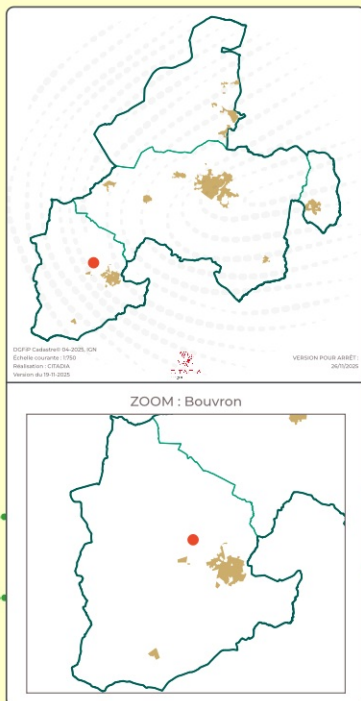 DGFIP Cadastre® 04-2025, IGN
Échelle courante : 1:750
Réalisation : CITADIA
Version du 19-11-2025
CITADIA
VERSION POUR ARRÊT :
26/11/2025
ZOOM : Bouvron